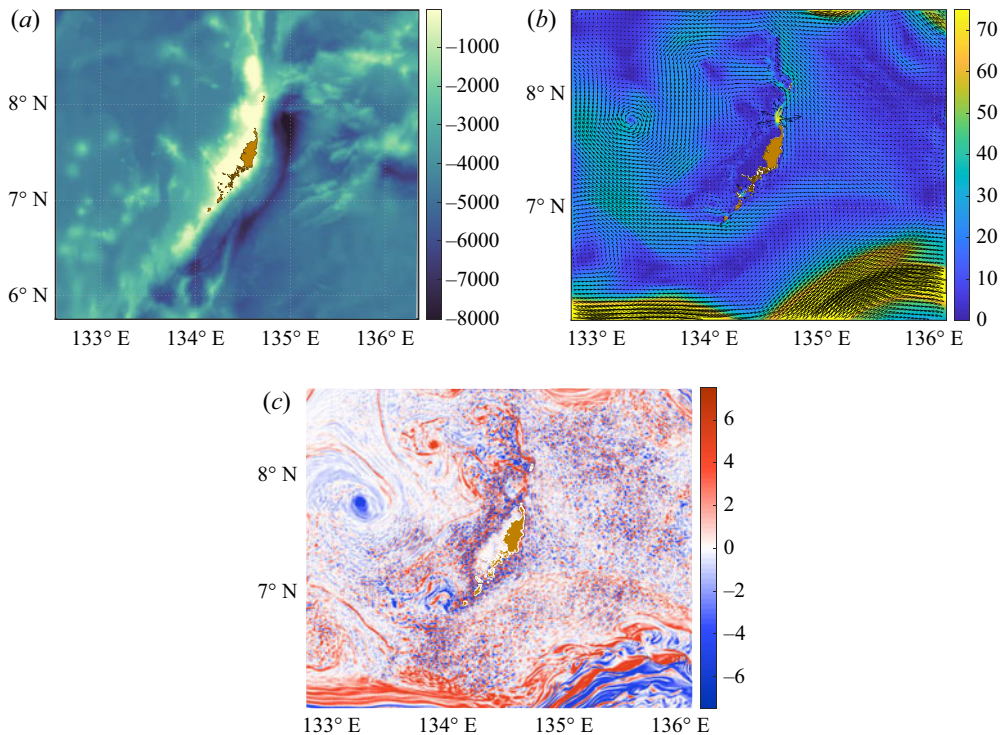 (a)
8° N
7° N
6° N
133° E
134° E
135° E
136° E
–1000
–2000
–3000
–4000
–5000
–6000
–7000
–8000
(b)
8° N
7° N
133° E
134° E
135° E
136° E
70
60
50
40
30
20
10
0
(c)
8° N
7° N
133° E
134° E
135° E
136° E
6
4
2
0
–2
–4
–6